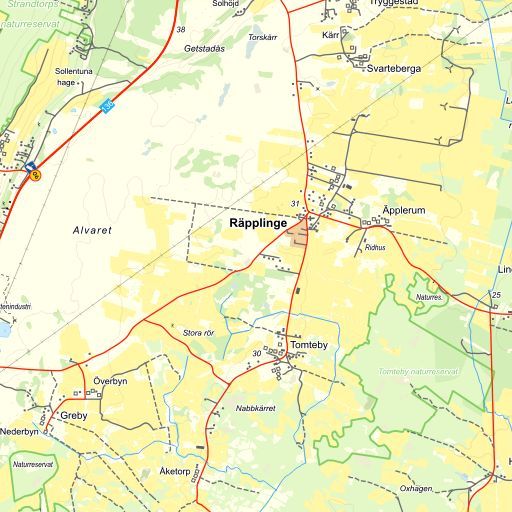 Strandtorps
naturreservat
Solhöjd
Tryggestad
38
Torskärr
Kärr
Getstadås
Sollentuna
hage
Svarteberga
136
31
Äpplerum
Räpplinge
Alvaret
Ridhus
Naturres.
25
Stora rör
Tomteby
30
Tomteby naturreservat
Överbyn
Greby
Nabbkärret
Nederbyn
Naturreservat
Åketorp
Oxhagen